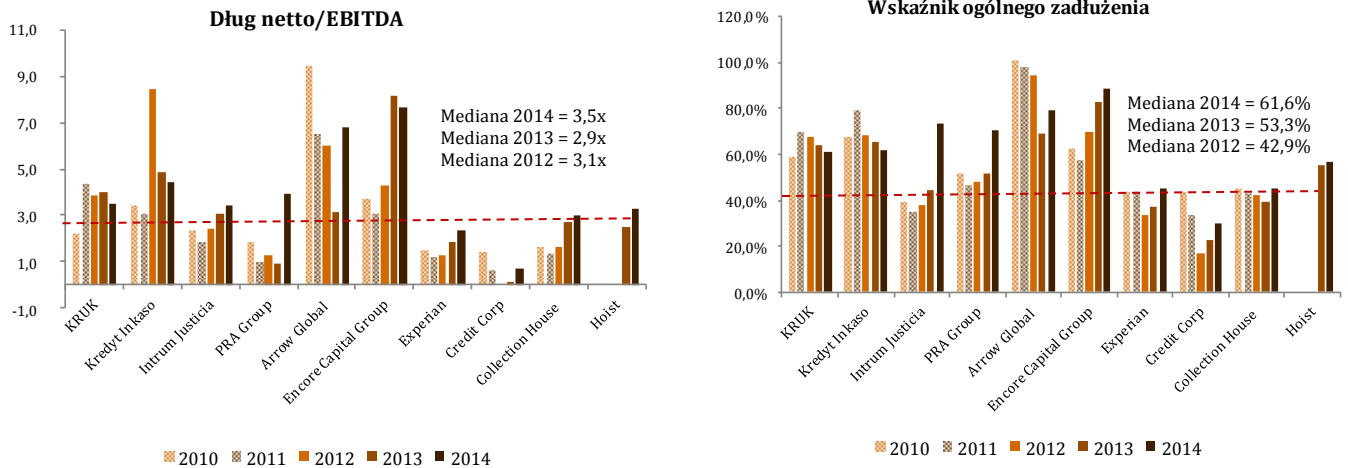 Dług netto/EBITDA
11,0
9,0
7,0
5,0
3,0
1,0
-1,0
Mediana 2014 = 3,5x
Mediana 2013 = 2,9x
Mediana 2012 = 3,1x
KRUK
Kredyt Inkaso
Intrum Justicia
PRA Group
Arrow Global
Encore Capital Group
Experian
Credit Corp
Collection House
Hoist
2010 2011 2012 2013 2014
Wskaźnik ogólnego zadłużenia
120,0%
100,0%
80,0%
60,0%
40,0%
20,0%
0,0%
Mediana 2014 = 61,6%
Mediana 2013 = 53,3%
Mediana 2012 = 42,9%
KRUK
Kredyt Inkaso
Intrum Justicia
PRA Group
Arrow Global
Encore Capital Group
Experian
Credit Corp
Collection House
Hoist
2010 2011 2012 2013 2014